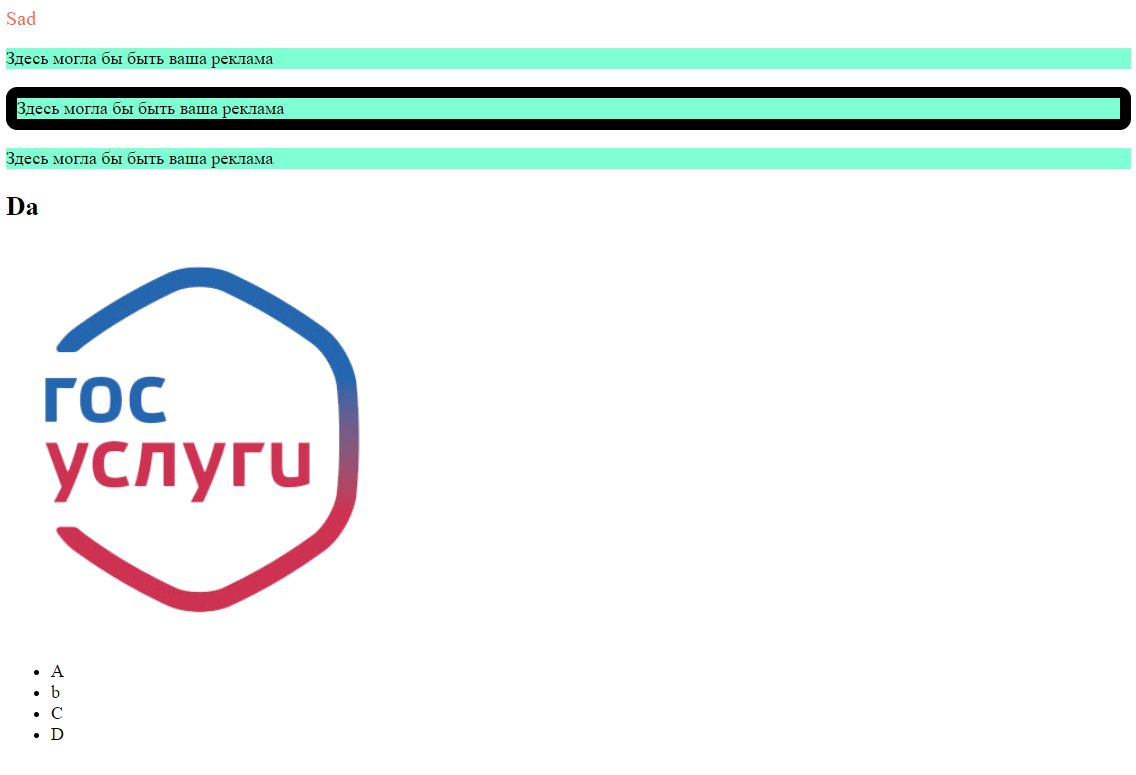 Sad
Здесь могла бы быть ваша реклама
Здесь могла бы быть ваша реклама
Здесь могла бы быть ваша реклама
Da
гос
услуги
A
b
C
D